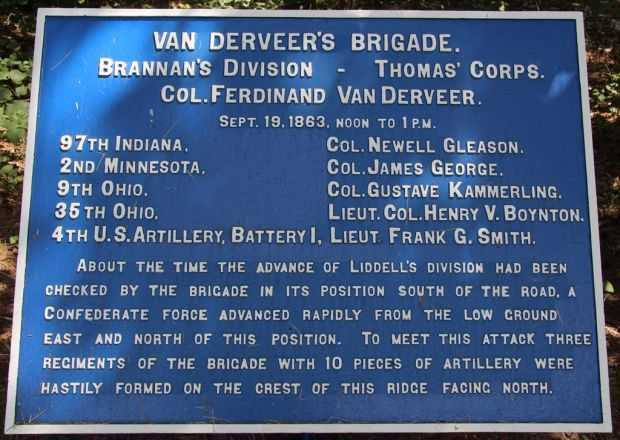 VAN DERVEER'S BRIGADE.
BRANNAN'S DIVISION - THOMAS' CORPS.
COL. FERDINAND VAN DERVEER.
SEPT. 19, 1863, NOON TO 1 P.M.
97TH INDIANA, COL. NEWELL GLEASON.
2ND MINNESOTA, COL. JAMES GEORGE.
9TH OHIO, COL. GUSTAVE KAMMERLING.
35TH OHIO, LIEUT. COL. HENRY V. BOYNTON.
4TH U.S. ARTILLERY, BATTERY I, LIEUT. FRANK G. SMITH.
ABOUT THE TIME THE ADVANCE OF LIDDELL'S DIVISION HAD BEEN
CHECKED BY THE BRIGADE IN ITS POSITION SOUTH OF THE ROAD, A
CONFEDERATE FORCE ADVANCED RAPIDLY FROM THE LOW GROUND
EAST AND NORTH OF THIS POSITION. TO MEET THIS ATTACK THREE
REGIMENTS OF THE BRIGADE WITH 10 PIECES OF ARTILLERY WERE
HASTILY FORMED ON THE CREST OF THIS RIDGE FACING NORTH.